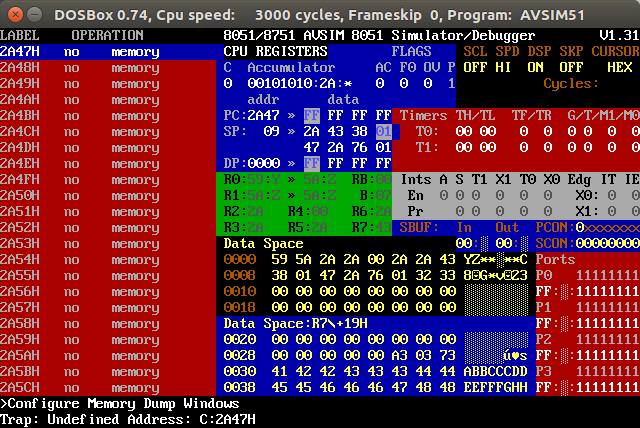 DOSBox 0.74, Cpu speed: 3000 cycles, Frameskip 0, Program: AVSIM51
LABEL OPERATION 8051/8751 AVSIM 8051 Simulator/Debugger V1.31
2A47H no memory CPU REGISTERS FLAGS SCL SPD DSP SKP CURSOR
2A48H no memory C Accumulator AC F0 OV P OFF HI ON OFF HEX
2A49H no memory 0 00101010:2A:* 0 0 0 1 Cycles:
2A4AH no memory addr data
2A4BH no memory PC:2A47 » FF FF FF FF Timers TH/TL TF/TR G/T/M1/M0
2A4CH no memory SP: 09 » 2A 43 38 01 T0: 00 00 0 0 0 0 0 0
2A4DH no memory 47 2A 76 01 T1: 00 00 0 0 0 0 0 0
2A4EH no memory DP:0000 » FF FF FF FF
2A4FH no memory R0:59:Y » 5A:Z RB:00 Ints A S T1 X1 T0 X0 Edg IT IE
2A50H no memory R1:5A:Z » 5A:Z B:07 En 0 0 0 0 0 0 X0: 0 0
2A51H no memory R2:2A R4:00 R6:2A Pr 0 0 0 0 0 X1: 0 0
2A52H no memory R3:2A R5:2A R7:43 SBUF: In Out PCON:0xxxxxxx
2A53H no memory Data Space 00: 00: SCON:00000000
2A54H no memory 0000 59 5A 2A 2A 00 2A 2A 43 YZ** **C Ports
2A55H no memory 0008 38 01 47 2A 76 01 32 33 8☺G*v☺23 P0 11111111
2A56H no memory 0010 00 00 00 00 00 00 00 00 FF: :11111111
2A57H no memory 0018 00 00 00 00 00 00 00 00 P1 11111111
2A58H no memory Data Space:R7\+19H FF: :11111111
2A59H no memory 0020 00 00 00 00 00 00 00 00 P2 11111111
2A5AH no memory 0028 00 00 00 00 00 A3 03 73 ú♥s FF: :11111111
2A5BH no memory 0030 41 42 42 43 43 43 44 44 ABBCCCDD P3 11111111
2A5CH no memory 0038 45 45 46 46 46 47 48 48 EEFFFGHH FF: :11111111
>Configure Memory Dump Windows
Trap: Undefined Address: C:2A47H